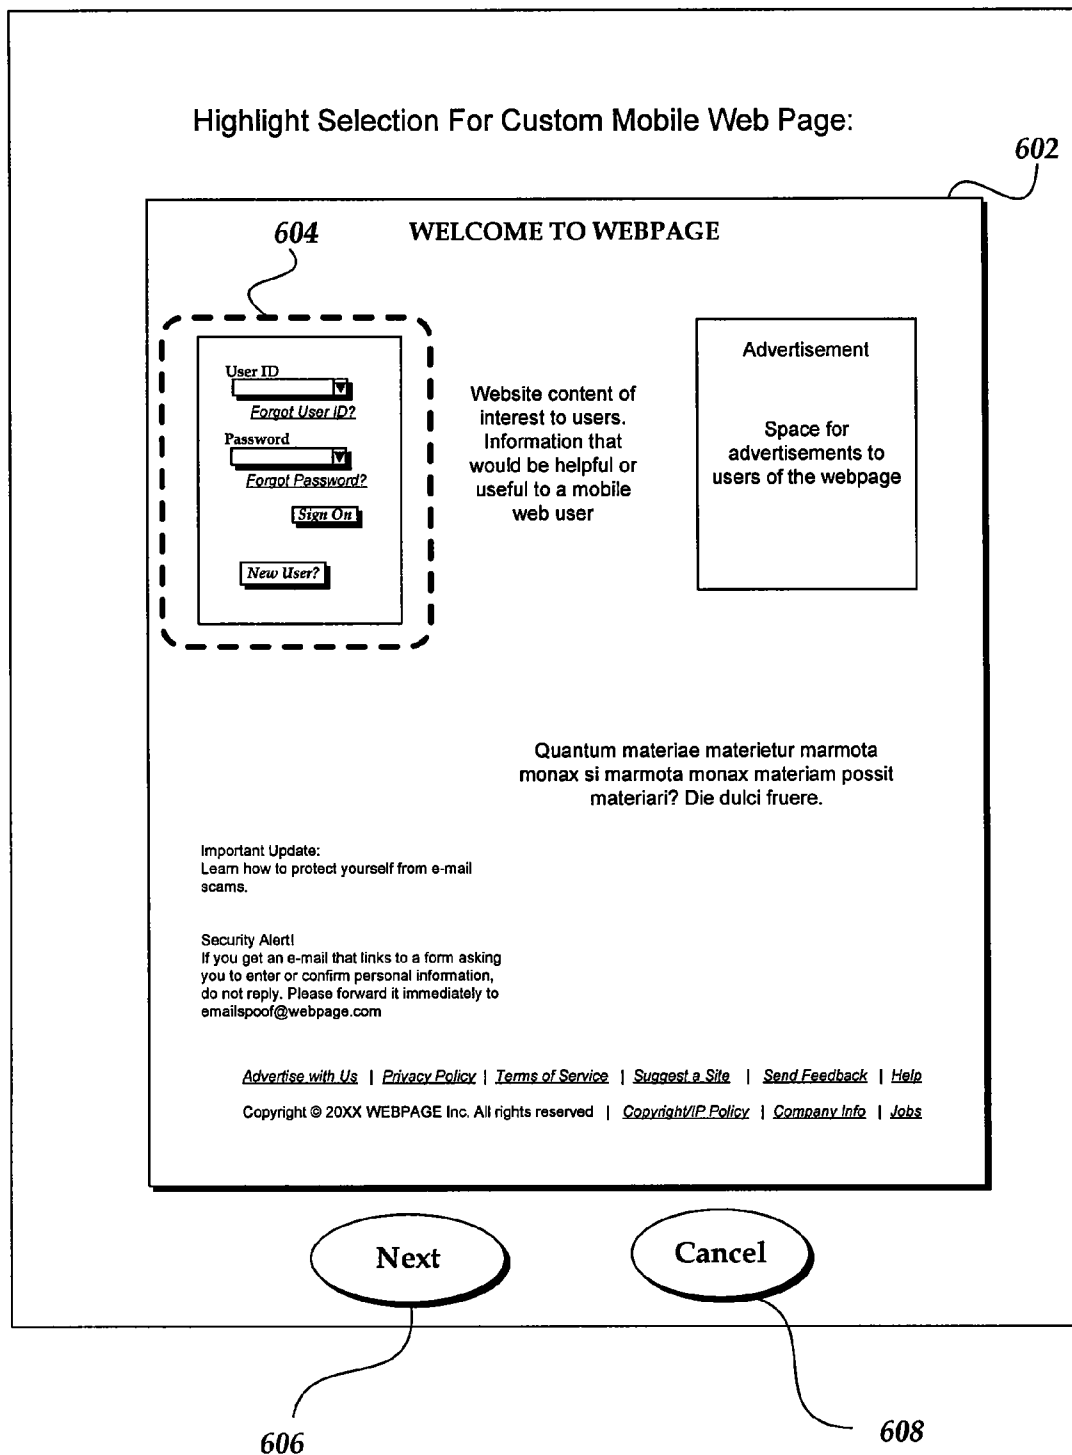 Highlight Selection For Custom Mobile Web Page:
602
604
WELCOME TO WEBPAGE
User ID
Forgot User ID?
Password
Forgot Password?
Sign On
New User?
Website content of
interest to users.
Information that
would be helpful or
useful to a mobile
web user
Advertisement
Space for
advertisements to
users of the webpage
Quantum materiae materietur marmota
monax si marmota monax materiam possit
materiari? Die dulci fruere.
Important Update:
Learn how to protect yourself from e-mail
scams.
Security Alert!
If you get an e-mail that links to a form asking
you to enter or confirm personal information,
do not reply. Please forward it immediately to
emailspoof@webpage.com
Advertise with Us | Privacy Policy | Terms of Service | Suggest a Site | Send Feedback | Help
Copyright © 20XX WEBPAGE Inc. All rights reserved | Copyright/IP Policy | Company Info | Jobs
Next
Cancel
606
608